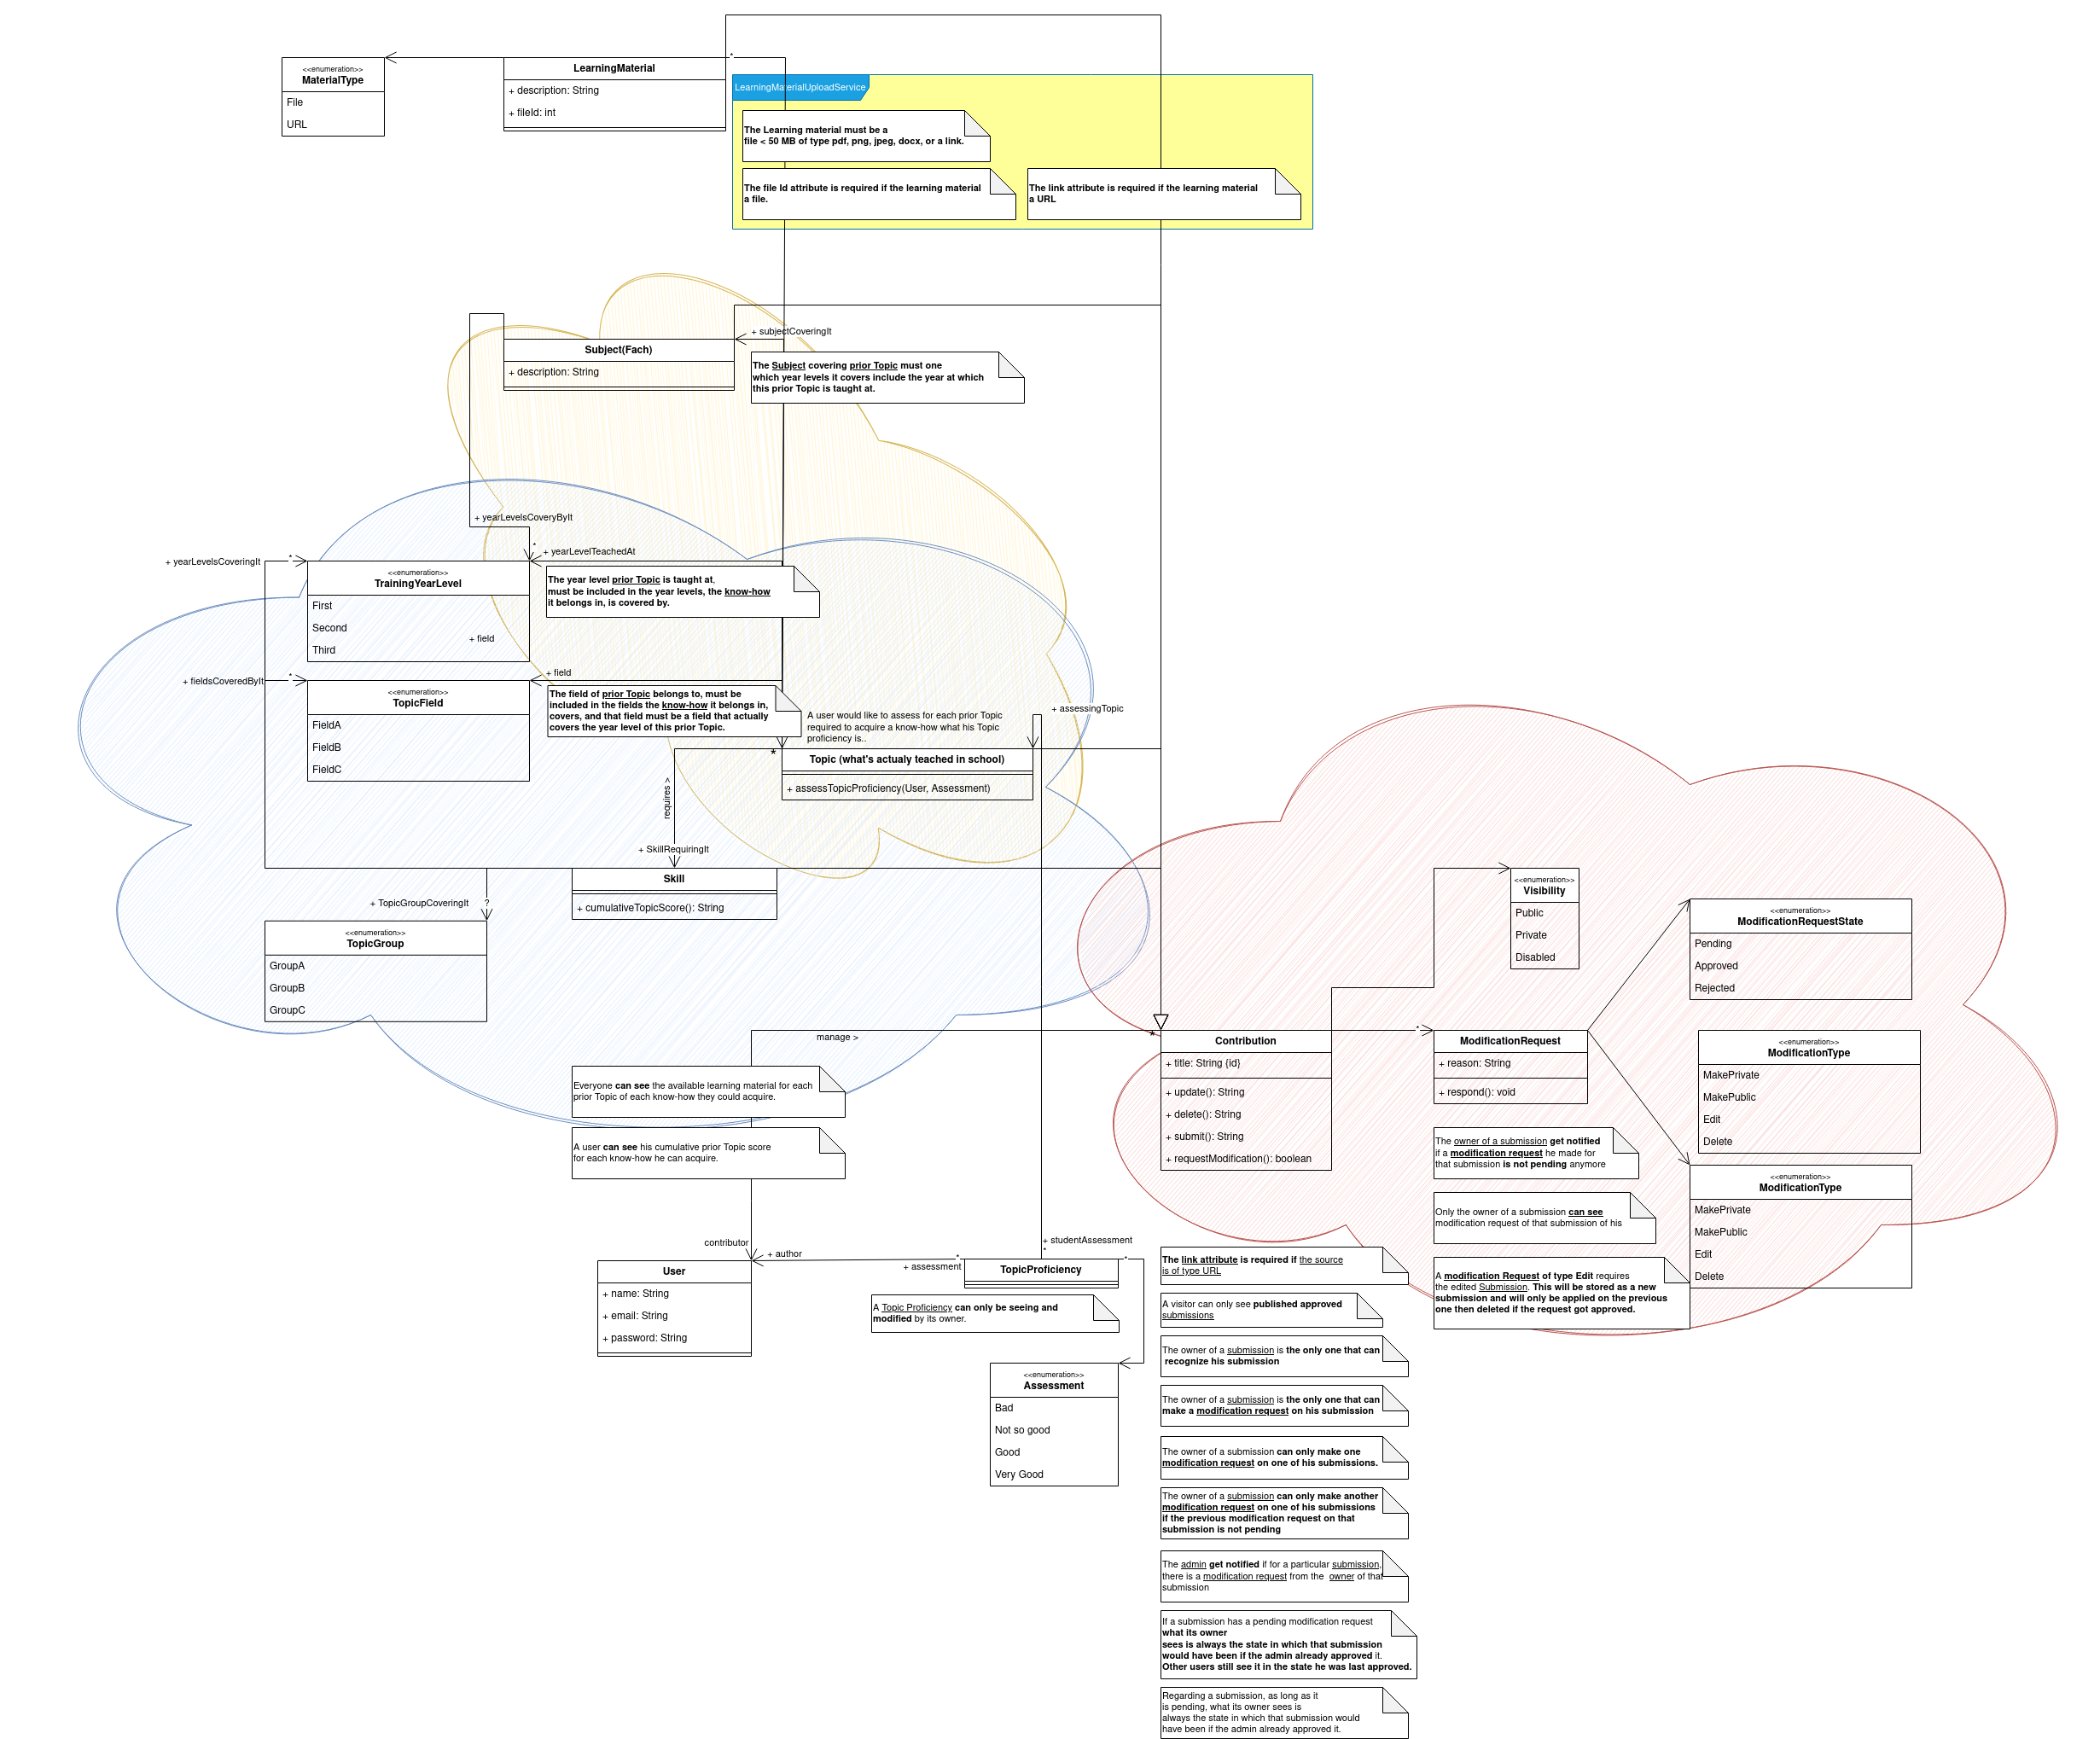 <<enumeration>>
MaterialType
File
URL
LearningMaterial
+ description: String
+ fileId: int
*
LearningMaterialUploadService
The Learning material must be a
file < 50 MB of type pdf, png, jpeg, docx, or a link.
The file Id attribute is required if the learning material
a file.
The link attribute is required if the learning material
a URL
+ subjectCoveringIt
Subject(Fach)
+ description: String
The Subject covering prior Topic must one
which year levels it covers include the year at which
this prior Topic is taught at.
+ yearLevelsCoveryByIt
*
+ yearLevelTeachedAt
+ yearLevelsCoveringIt
*
<<enumeration>>
TrainingYearLevel
First
Second
Third
+ field
The year level prior Topic is taught at,
must be included in the year levels, the know-how
it belongs in, is covered by.
+ fieldsCoveredByIt
*
+ field
<<enumeration>>
TopicField
FieldA
FieldB
FieldC
The field of prior Topic belongs to, must be
included in the fields the know-how it belongs in,
covers, and that field must be a field that actually
covers the year level of this prior Topic.
A user would like to assess for each prior Topic
required to acquire a know-how what his Topic
proficiency is..
+ assessingTopic
*
Topic (what's actualy teached in school)
+ assessTopicProficiency(User, Assessment)
requires >
+ SkillRequiringIt
Skill
+ cumulativeTopicScore(): String
+ TopicGroupCoveringIt
?
<<enumeration>>
TopicGroup
GroupA
GroupB
GroupC
<<enumeration>>
Visibility
Public
Private
Disabled
<<enumeration>>
ModificationRequestState
Pending
Approved
Rejected
manage >
*
Contribution
+ title: String {id}
+ update(): String
+ delete(): String
+ submit(): String
+ requestModification(): boolean
*
ModificationRequest
+ reason: String
+ respond(): void
<<enumeration>>
ModificationType
MakePrivate
MakePublic
Edit
Delete
Everyone can see the available learning material for each
prior Topic of each know-how they could acquire.
A user can see his cumulative prior Topic score
for each know-how he can acquire.
The owner of a submission get notified
if a modification request he made for
that submission is not pending anymore
<<enumeration>>
ModificationType
MakePrivate
MakePublic
Edit
Delete
Only the owner of a submission can see
modification request of that submission of his
A modification Request of type Edit requires
the edited Submission. This will be stored as a new
submission and will only be applied on the previous
one then deleted if the request got approved.
contributor
+ author
User
+ name: String
+ email: String
+ password: String
*
+ assessment
+ studentAssessment
*
*
TopicProficiency
A Topic Proficiency can only be seeing and
modified by its owner.
<<enumeration>>
Assessment
Bad
Not so good
Good
Very Good
The link attribute is required if the source
is of type URL
A visitor can only see published approved
submissions
The owner of a submission is the only one that can
recognize his submission
The owner of a submission is the only one that can
make a modification request on his submission
The owner of a submission can only make one
modification request on one of his submissions.
The owner of a submission can only make another
modification request on one of his submissions
if the previous modification request on that
submission is not pending
The admin get notified if for a particular submission,
there is a modification request from the owner of that
submission
If a submission has a pending modification request
what its owner
sees is always the state in which that submission
would have been if the admin already approved it.
Other users still see it in the state he was last approved.
Regarding a submission, as long as it
is pending, what its owner sees is
always the state in which that submission would
have been if the admin already approved it.